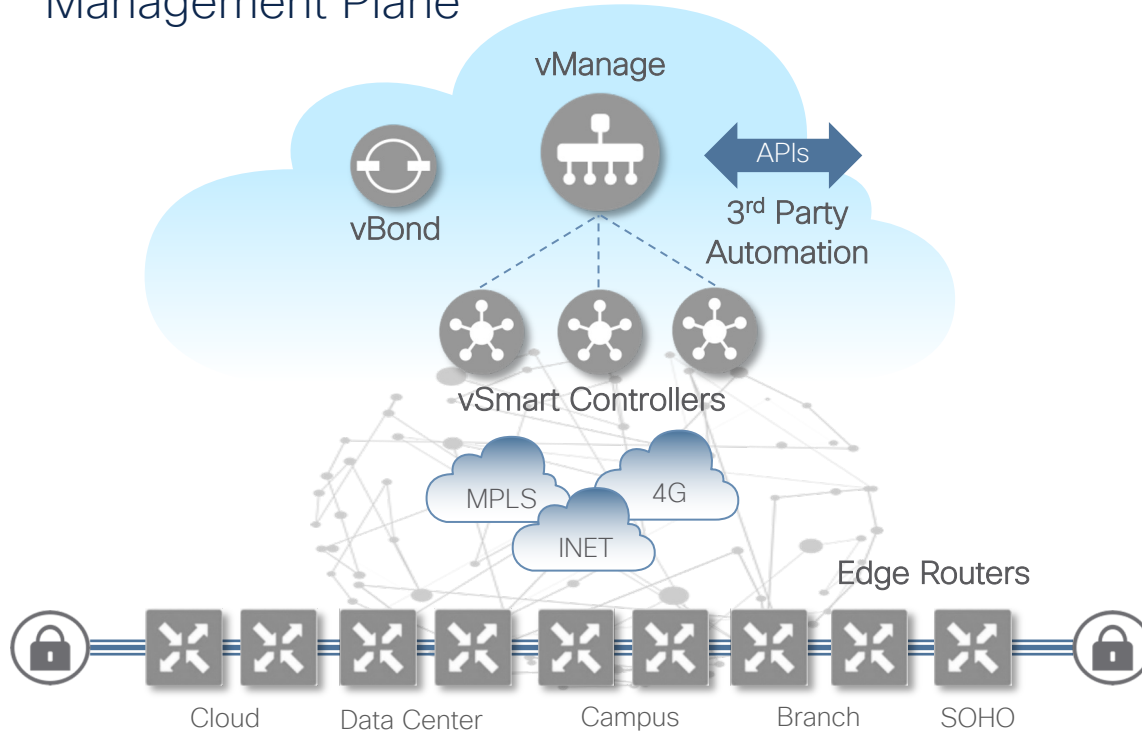 Management Plane
vManage
APIs
vBond
3rd Party
Automation
vSmart Controllers
MPLS
4G
INET
Edge Routers
Cloud
Data Center
Campus
Branch
SOHO